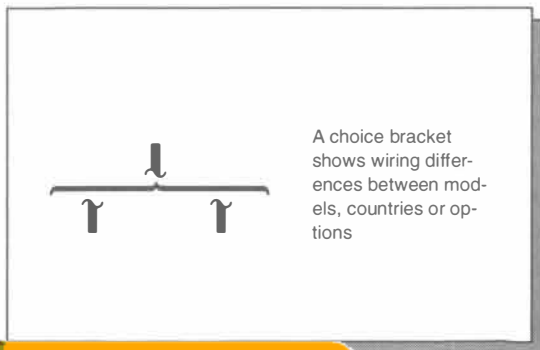 A choice bracket
shows wiring differ-
ences between mod-
els, countries or op-
tions